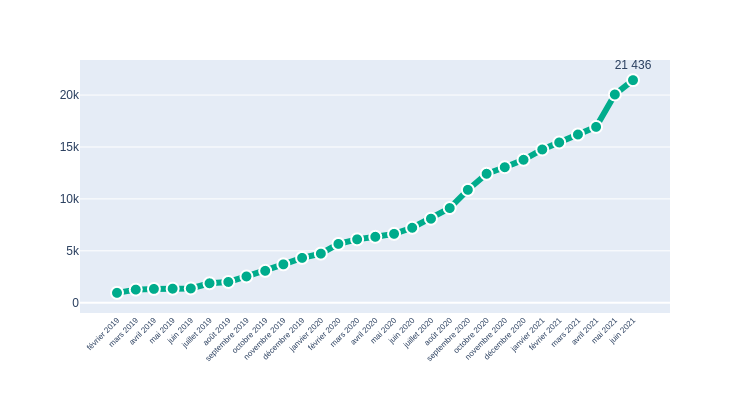 21 436
20k
15k
10k
5k
0
février 2019
mars 2019
avril 2019
mai 2019
juin 2019
juillet 2019
août 2019
septembre 2019
octobre 2019
novembre 2019
décembre 2019
janvier 2020
février 2020
mars 2020
avril 2020
mai 2020
juin 2020
juillet 2020
août 2020
septembre 2020
octobre 2020
novembre 2020
décembre 2020
janvier 2021
février 2021
mars 2021
avril 2021
mai 2021
juin 2021